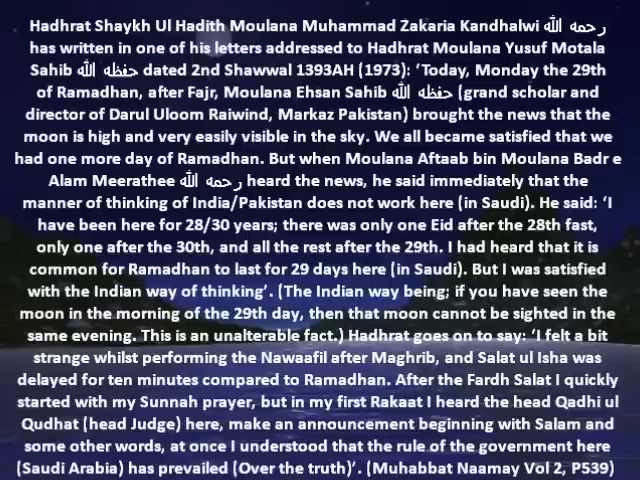 Hadhrat Shaykh Ul Hadith Moulana Muhammad Zakaria Kandhalwi رحمه الله
has written in one of his letters addressed to Hadhrat Moulana Yusuf Motala
Sahib حفظه الله dated 2nd Shawwal 1393AH (1973): ‘Today, Monday the 29th
of Ramadhan, after Fajr, Moulana Ehsan Sahib حفظه الله (grand scholar and
director of Darul Uloom Raiwind, Markaz Pakistan) brought the news that the
moon is high and very easily visible in the sky. We all became satisfied that we
had one more day of Ramadhan. But when Moulana Aftaab bin Moulana Badr e
Alam Meerathee رحمه الله heard the news, he said immediately that the
manner of thinking of India/Pakistan does not work here (in Saudi). He said: ‘I
have been here for 28/30 years; there was only one Eid after the 28th fast,
only one after the 30th, and all the rest after the 29th. I had heard that it is
common for Ramadhan to last for 29 days here (in Saudi). But I was satisfied
with the Indian way of thinking’. (The Indian way being; if you have seen the
moon in the morning of the 29th day, then that moon cannot be sighted in the
same evening. This is an unalterable fact.) Hadhrat goes on to say: ‘I felt a bit
strange whilst performing the Nawaafil after Maghrib, and Salat ul Isha was
delayed for ten minutes compared to Ramadhan. After the Fardh Salat I quickly
started with my Sunnah prayer, but in my first Rakaat I heard the head Qadhi ul
Qudhat (head Judge) here, make an announcement beginning with Salam and
some other words, at once I understood that the rule of the government here
(Saudi Arabia) has prevailed (Over the truth)’. (Muhabbat Naamay Vol 2, P539)